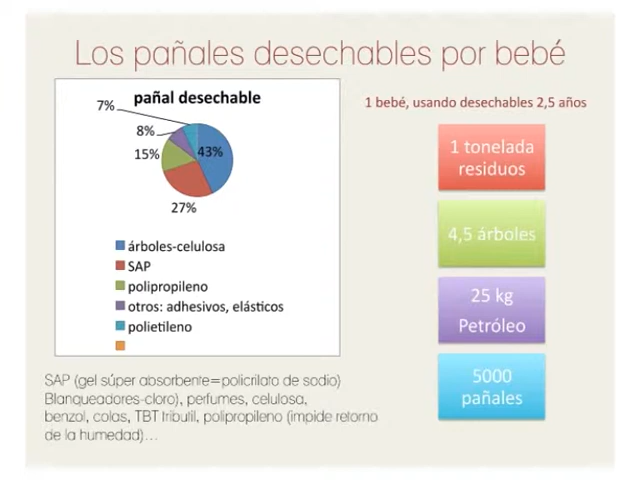 Los pañales desechables por bebé
pañal desechable
7%
8%
15%
43%
27%
árboles-celulosa
SAP
polipropileno
otros: adhesivos, elásticos
polietileno
1 bebé, usando desechables 2,5 años
1 tonelada
residuos
4,5 árboles
25 kg
Petróleo
5000
pañales
SAP (gel súper absorbente=policrilato de sodio)
Blanqueadores-cloro), perfumes, celulosa,
benzol, colas, TBT tributil, polipropileno (impide retorno
de la humedad)...